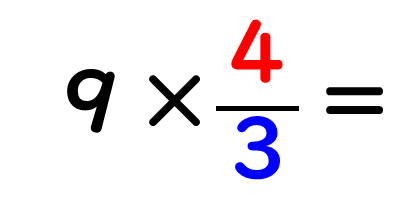 9 × 4/3 =